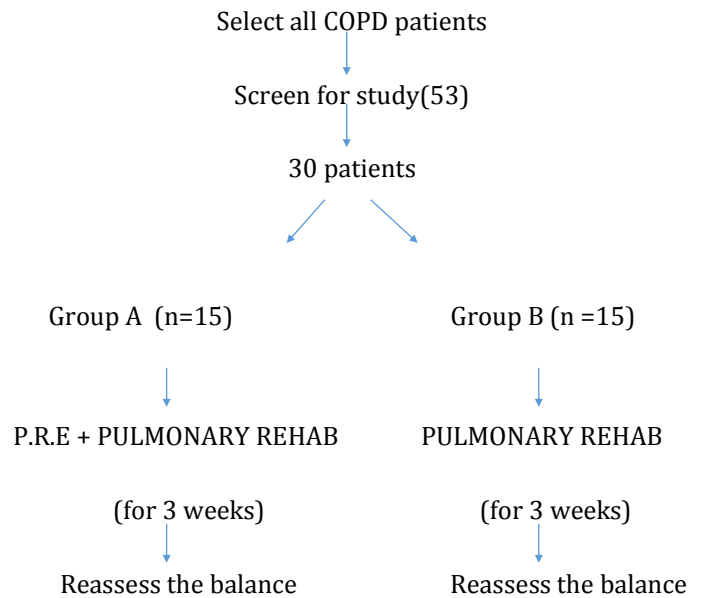 Select all COPD patients
Screen for study(53)
30 patients
Group A (n=15)
Group B (n =15)
P.R.E + PULMONARY REHAB
PULMONARY REHAB
(for 3 weeks)
(for 3 weeks)
Reassess the balance
Reassess the balance